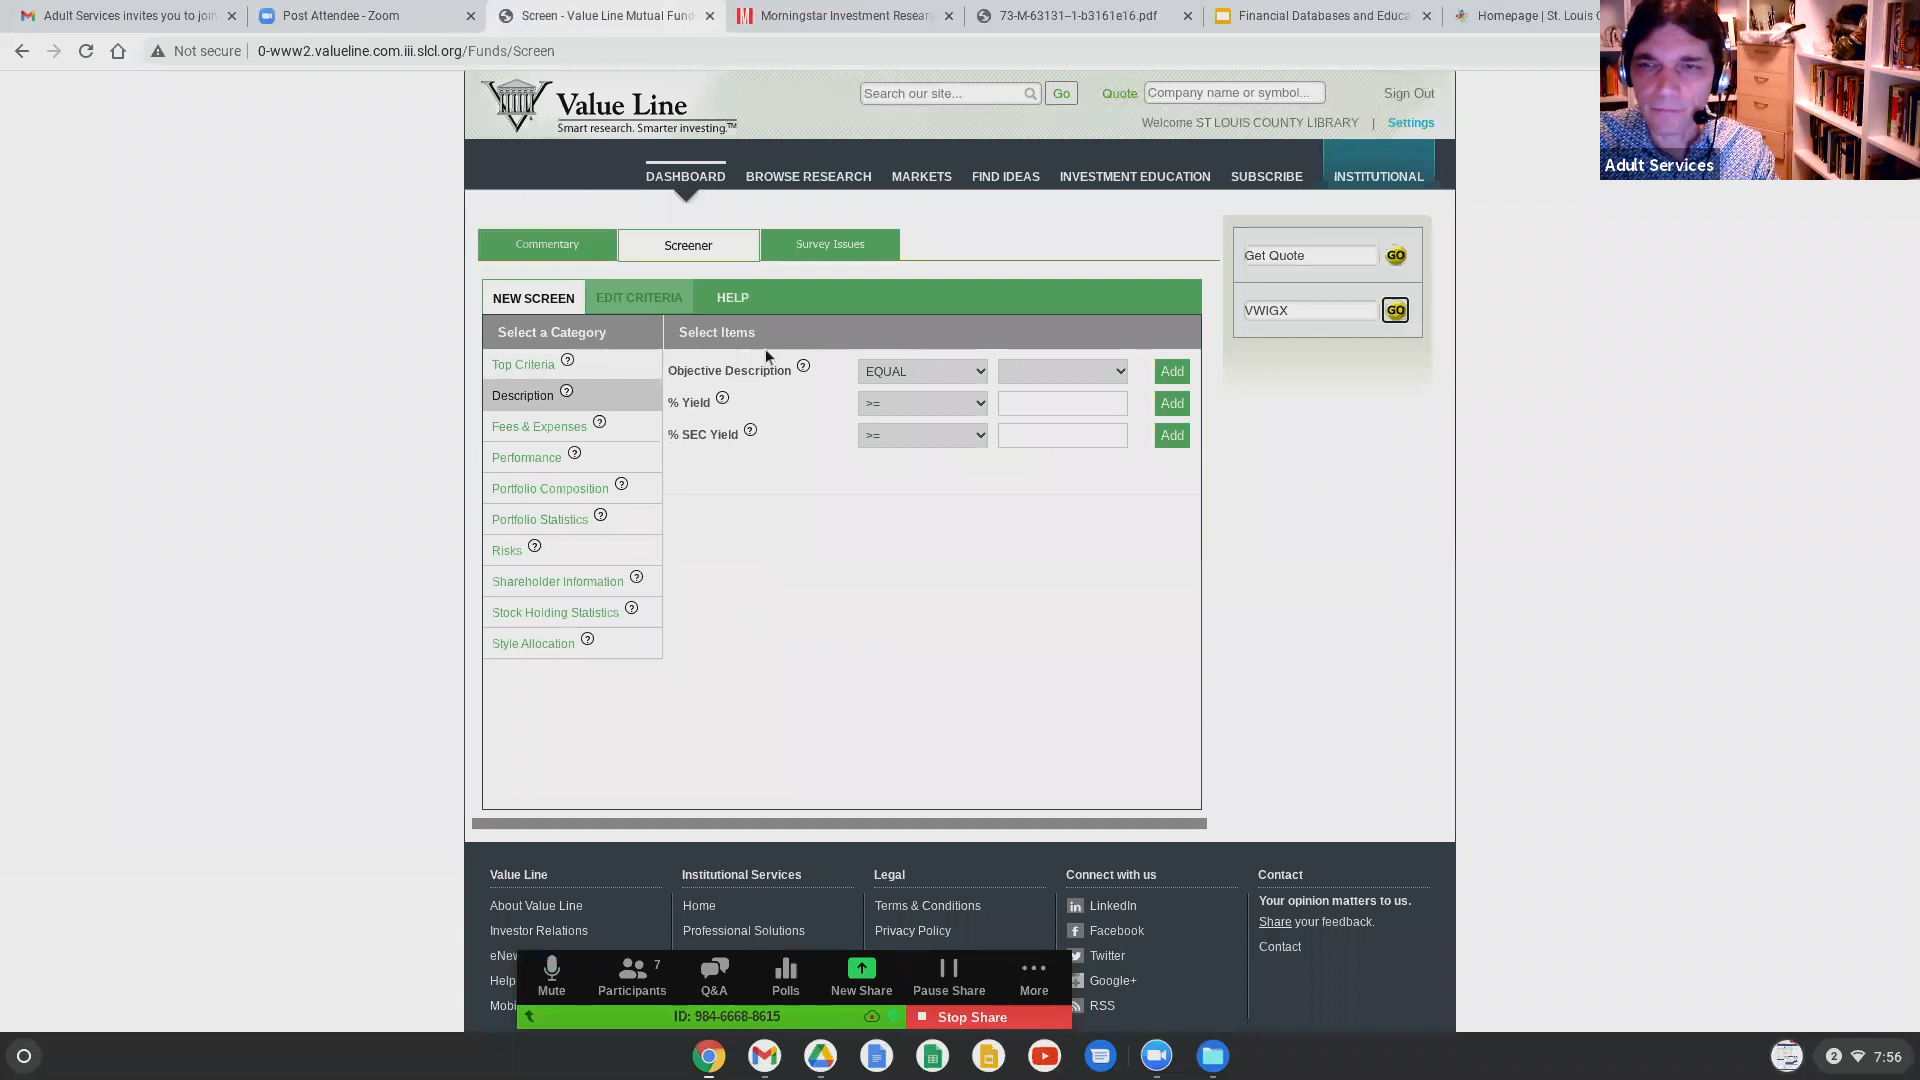 Adult Services invites you to join
Post Attendee - Zoom
Screen - Value Line Mutual Fund
Morningstar Investment Resear
73-M-63131--1-b3161e16.pdf
Financial Databases and Educa
Homepage | St. Louis C
Not secure
0-www2.valueline.com.iii.slcl.org/Funds/Screen
Adult Services
Value Line
Smart research. Smarter investing.™
Search our site...
Go
Quote
Company name or symbol...
Sign Out
Welcome ST LOUIS COUNTY LIBRARY | Settings
DASHBOARD
BROWSE RESEARCH
MARKETS
FIND IDEAS
INVESTMENT EDUCATION
SUBSCRIBE
INSTITUTIONAL
Commentary
Screener
Survey Issues
Get Quote
GO
VWIGX
GO
NEW SCREEN
EDIT CRITERIA
HELP
Select a Category
Select Items
Top Criteria ?
Description ?
Fees & Expenses ?
Performance ?
Portfolio Composition ?
Portfolio Statistics ?
Risks ?
Shareholder Information ?
Stock Holding Statistics ?
Style Allocation ?
Objective Description ? EQUAL Add
% Yield ? >= Add
% SEC Yield ? >= Add
Value Line
About Value Line
Investor Relations
eNew
Help
Mobi
Institutional Services
Home
Professional Solutions
Legal
Terms & Conditions
Privacy Policy
Connect with us
LinkedIn
Facebook
Twitter
Google+
RSS
Contact
Your opinion matters to us.
Share your feedback.
Contact
Mute
Participants 7
Q&A
Polls
New Share
Pause Share
More
ID: 984-6668-8615
Stop Share
2
7:56